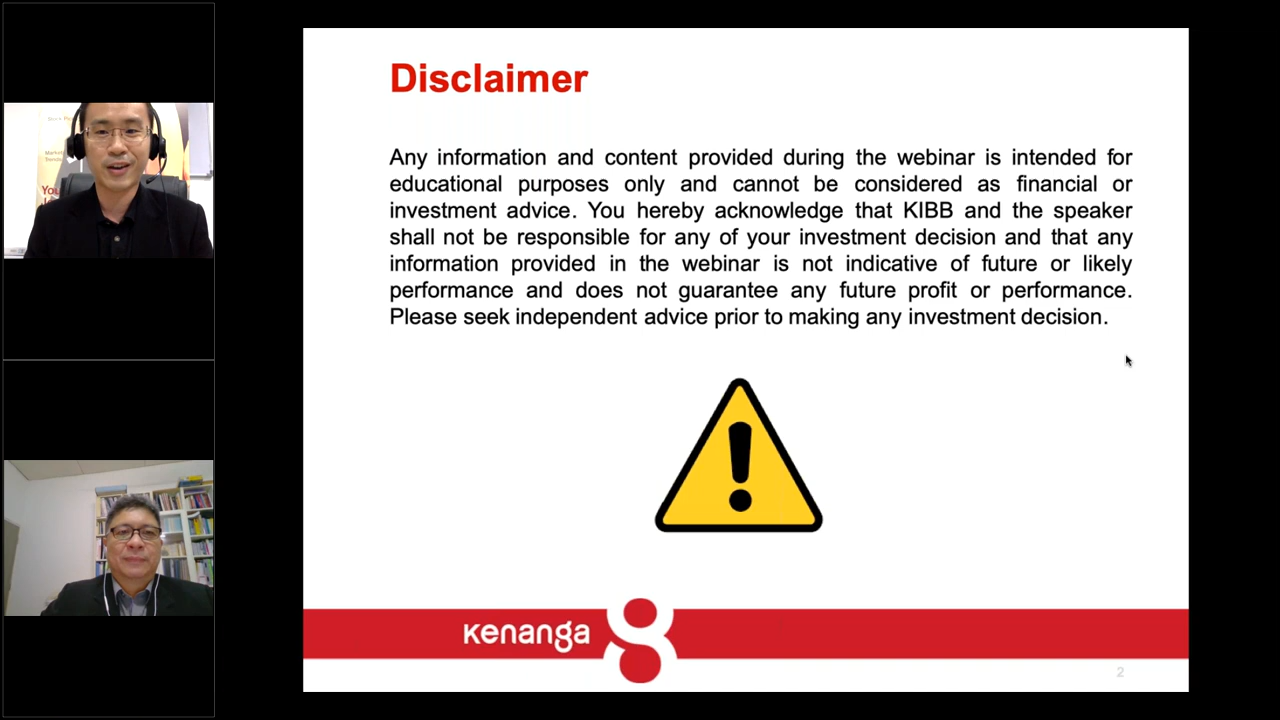 Disclaimer
Any information and content provided during the webinar is intended for
educational purposes only and cannot be considered as financial or
investment advice. You hereby acknowledge that KIBB and the speaker
shall not be responsible for any of your investment decision and that any
information provided in the webinar is not indicative of future or likely
performance and does not guarantee any future profit or performance.
Please seek independent advice prior to making any investment decision.
kenanga
2